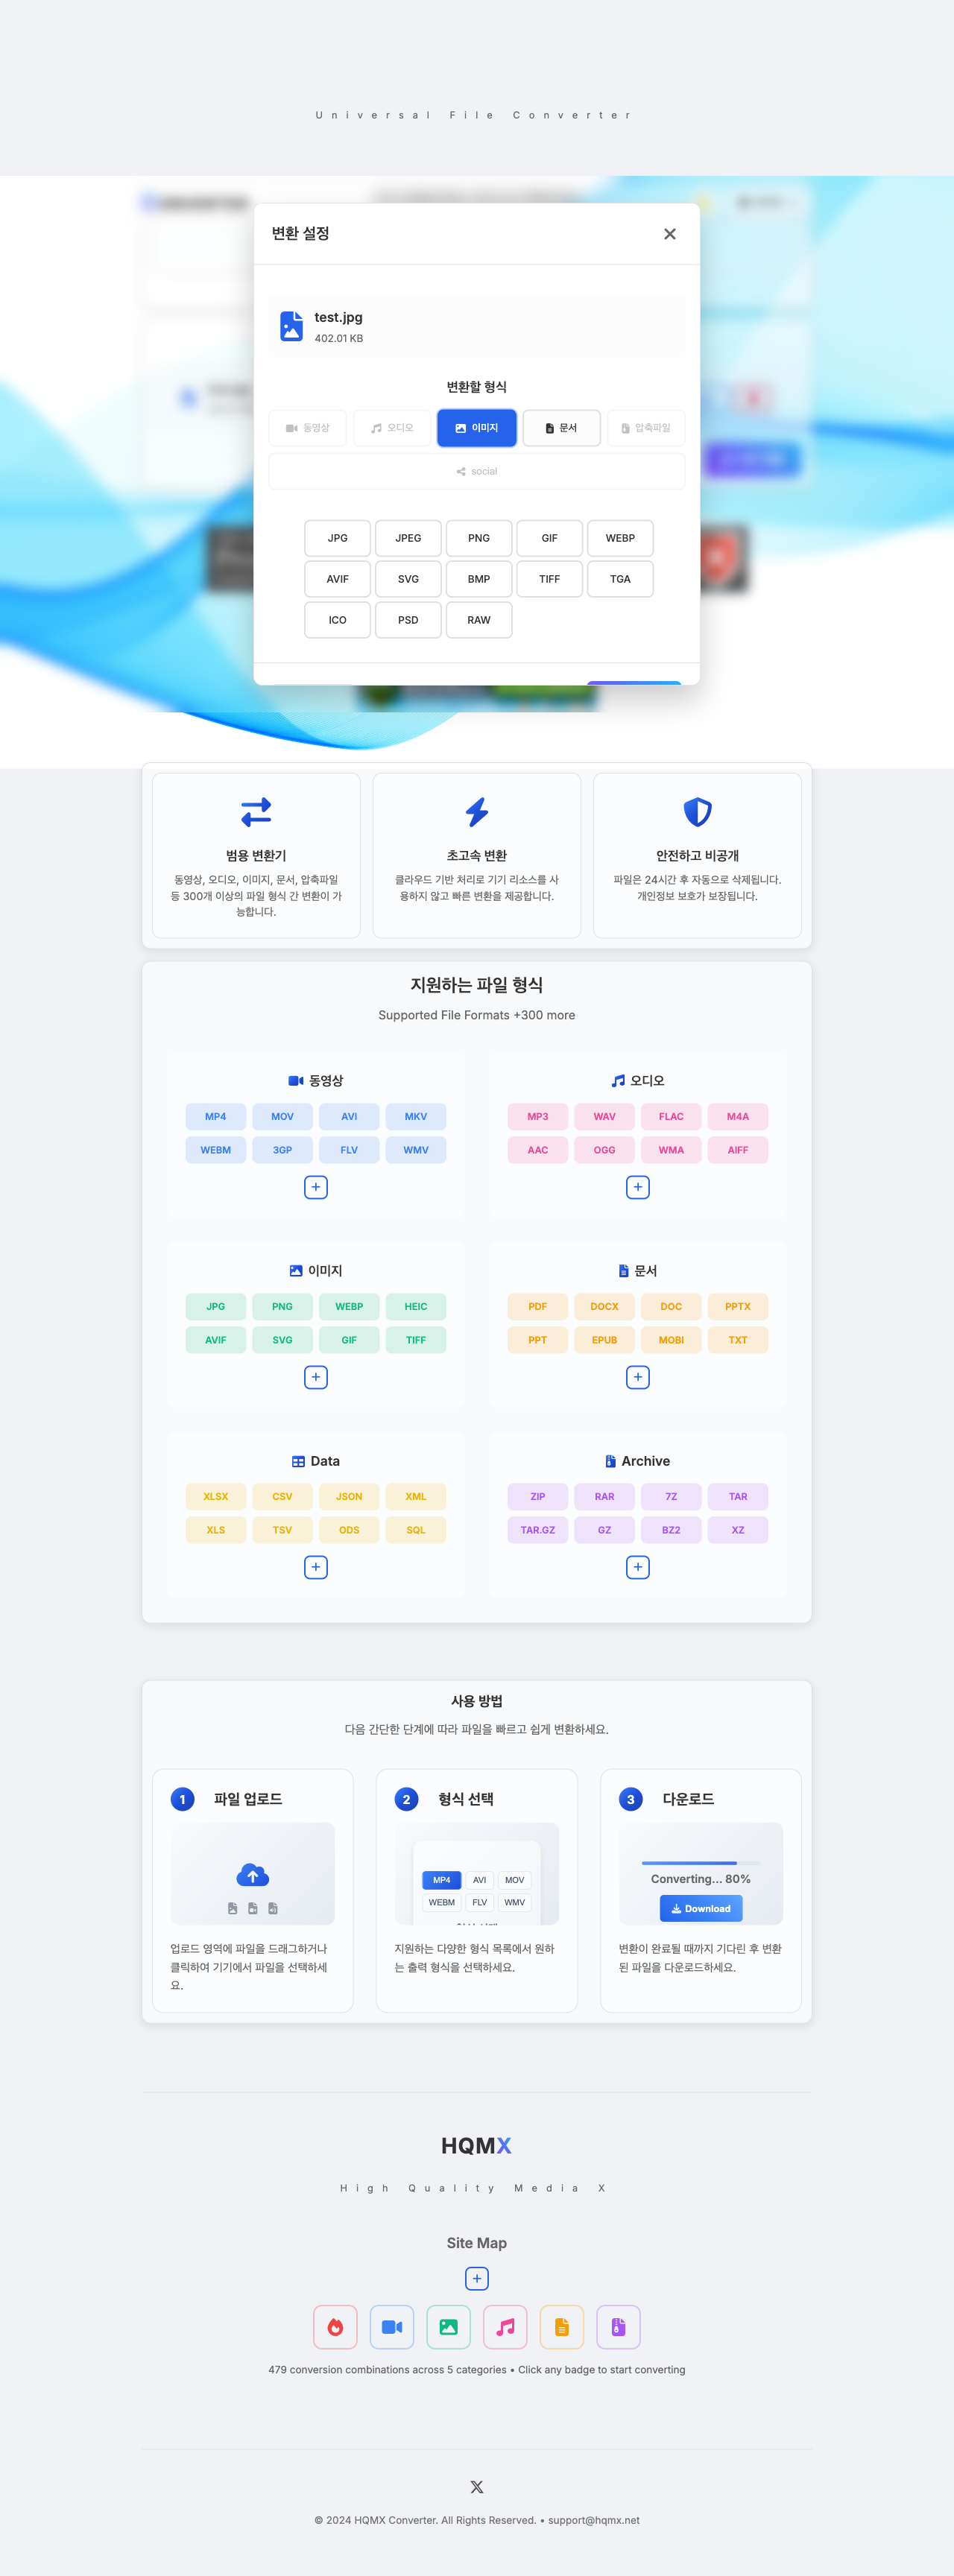 Universal File Converter
변환 설정
test.jpg
402.01 KB
변환할 형식
동영상 오디오 이미지 문서 압축파일
social
JPG JPEG PNG GIF WEBP
AVIF SVG BMP TIFF TGA
ICO PSD RAW
범용 변환기
동영상, 오디오, 이미지, 문서, 압축파일
등 300개 이상의 파일 형식 간 변환이 가
능합니다.
초고속 변환
클라우드 기반 처리로 기기 리소스를 사
용하지 않고 빠른 변환을 제공합니다.
안전하고 비공개
파일은 24시간 후 자동으로 삭제됩니다.
개인정보 보호가 보장됩니다.
지원하는 파일 형식
Supported File Formats +300 more
동영상
MP4 MOV AVI MKV
WEBM 3GP FLV WMV
오디오
MP3 WAV FLAC M4A
AAC OGG WMA AIFF
이미지
JPG PNG WEBP HEIC
AVIF SVG GIF TIFF
문서
PDF DOCX DOC PPTX
PPT EPUB MOBI TXT
Data
XLSX CSV JSON XML
XLS TSV ODS SQL
Archive
ZIP RAR 7Z TAR
TAR.GZ GZ BZ2 XZ
사용 방법
다음 간단한 단계에 따라 파일을 빠르고 쉽게 변환하세요.
1 파일 업로드
업로드 영역에 파일을 드래그하거나
클릭하여 기기에서 파일을 선택하세
요.
2 형식 선택
MP4 AVI MOV
WEBM FLV WMV
지원하는 다양한 형식 목록에서 원하
는 출력 형식을 선택하세요.
3 다운로드
Converting... 80%
Download
변환이 완료될 때까지 기다린 후 변환
된 파일을 다운로드하세요.
HQMX
High Quality Media X
Site Map
479 conversion combinations across 5 categories • Click any badge to start converting
© 2024 HQMX Converter. All Rights Reserved. • support@hqmx.net